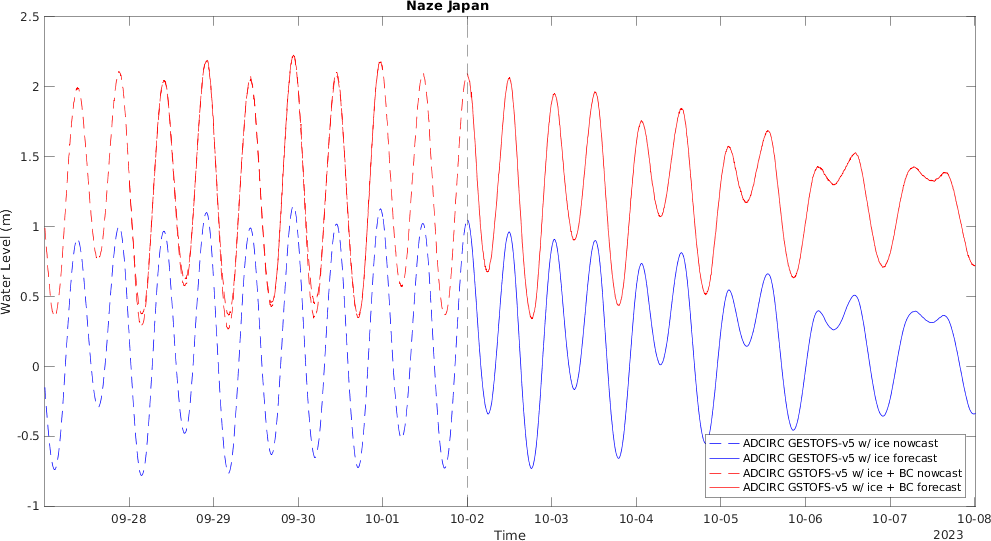 Naze Japan
Water Level (m)
2.5
2
1.5
1
0.5
0
-0.5
-1
ADCIRC GESTOFS-v5 w/ ice nowcast
ADCIRC GESTOFS-v5 w/ ice forecast
ADCIRC GSTOFS-v5 w/ ice + BC nowcast
ADCIRC GSTOFS-v5 w/ ice + BC forecast
09-28 09-29 09-30 10-01 10-02 10-03 10-04 10-05 10-06 10-07 10-08
Time
2023